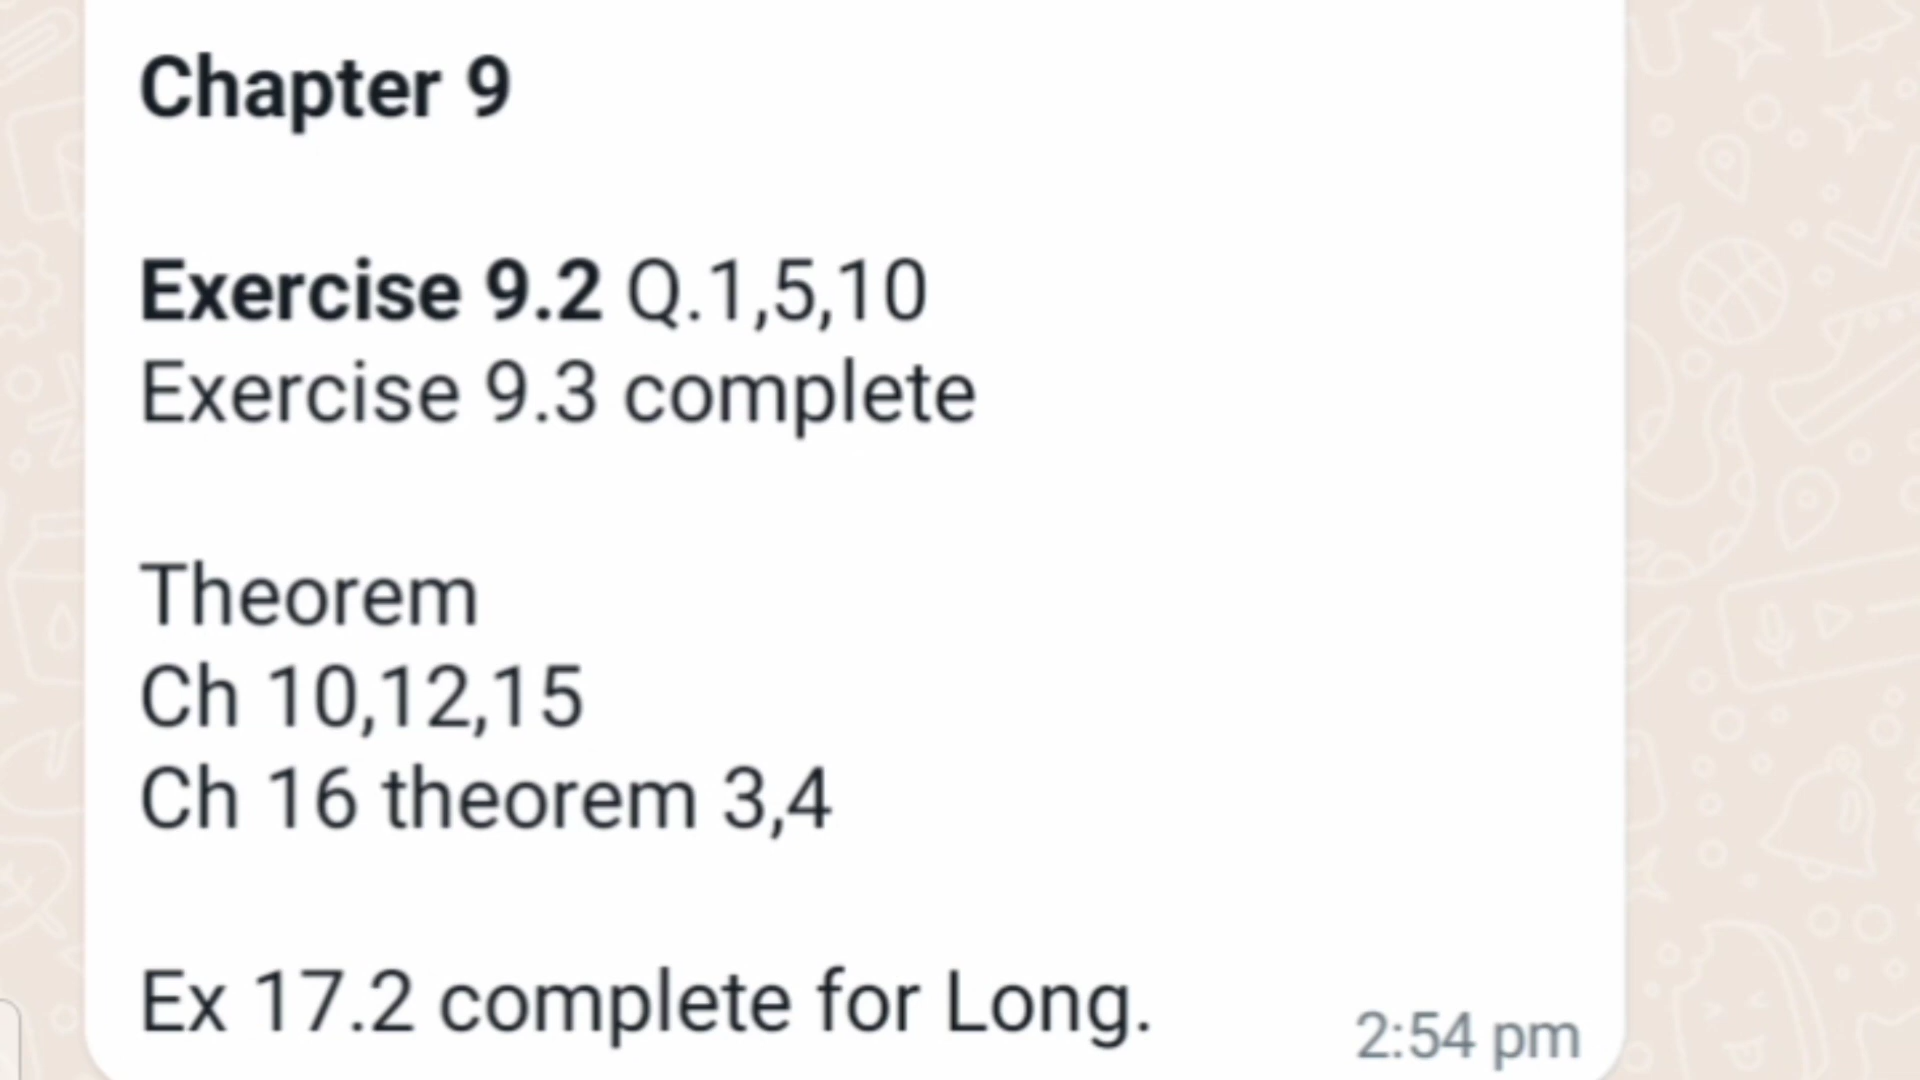 Chapter 9
Exercise 9.2 Q.1,5,10
Exercise 9.3 complete
Theorem
Ch 10,12,15
Ch 16 theorem 3,4
Ex 17.2 complete for Long.
2:54 pm